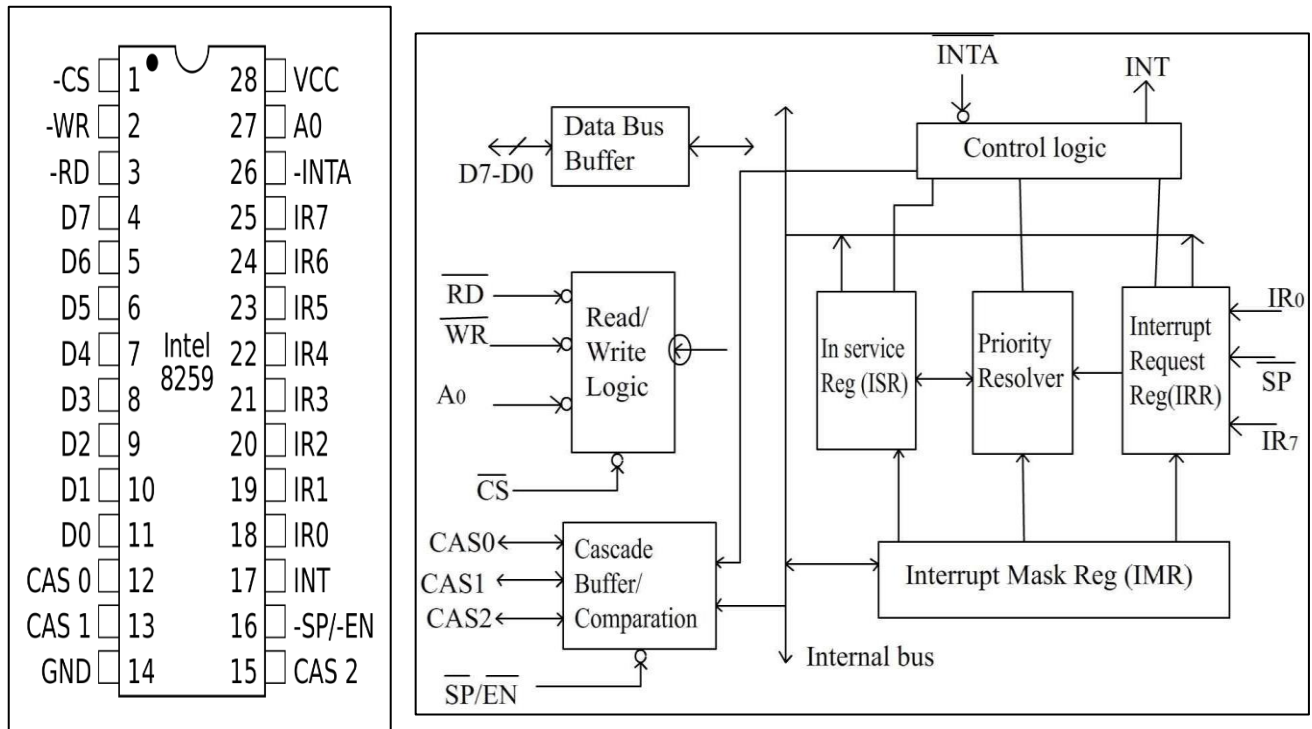 -CS 1 28 VCC
-WR 2 27 A0
-RD 3 26 -INTA
D7 4 25 IR7
D6 5 24 IR6
D5 6 23 IR5
D4 7 Intel 8259 22 IR4
D3 8 21 IR3
D2 9 20 IR2
D1 10 19 IR1
D0 11 18 IR0
CAS 0 12 17 INT
CAS 1 13 16 -SP/-EN
GND 14 15 CAS 2
INTA
INT
Data Bus
Buffer
D7-D0
Control logic
RD
WR
A0
Read/
Write
Logic
CS
In service
Reg (ISR)
Priority
Resolver
Interrupt
Request
Reg(IRR)
IR0
SP
IR7
CAS0
CAS1
CAS2
Cascade
Buffer/
Comparation
SP/EN
Interrupt Mask Reg (IMR)
Internal bus